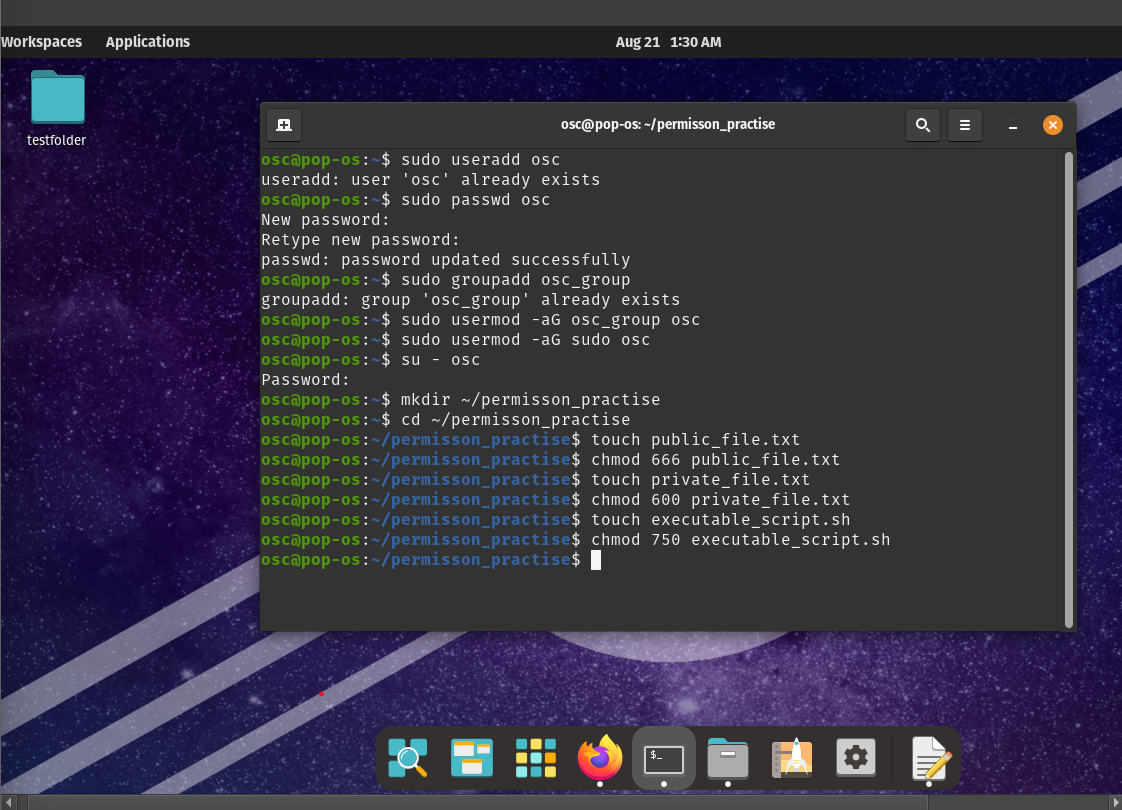 Workspaces Applications Aug 21 1:30 AM
testfolder
osc@pop-os: ~/permisson_practise
osc@pop-os:~$ sudo useradd osc
useradd: user 'osc' already exists
osc@pop-os:~$ sudo passwd osc
New password:
Retype new password:
passwd: password updated successfully
osc@pop-os:~$ sudo groupadd osc_group
groupadd: group 'osc_group' already exists
osc@pop-os:~$ sudo usermod -aG osc_group osc
osc@pop-os:~$ sudo usermod -aG sudo osc
osc@pop-os:~$ su - osc
Password:
osc@pop-os:~$ mkdir ~/permisson_practise
osc@pop-os:~$ cd ~/permisson_practise
osc@pop-os:~/permisson_practise$ touch public_file.txt
osc@pop-os:~/permisson_practise$ chmod 666 public_file.txt
osc@pop-os:~/permisson_practise$ touch private_file.txt
osc@pop-os:~/permisson_practise$ chmod 600 private_file.txt
osc@pop-os:~/permisson_practise$ touch executable_script.sh
osc@pop-os:~/permisson_practise$ chmod 750 executable_script.sh
osc@pop-os:~/permisson_practise$
$_